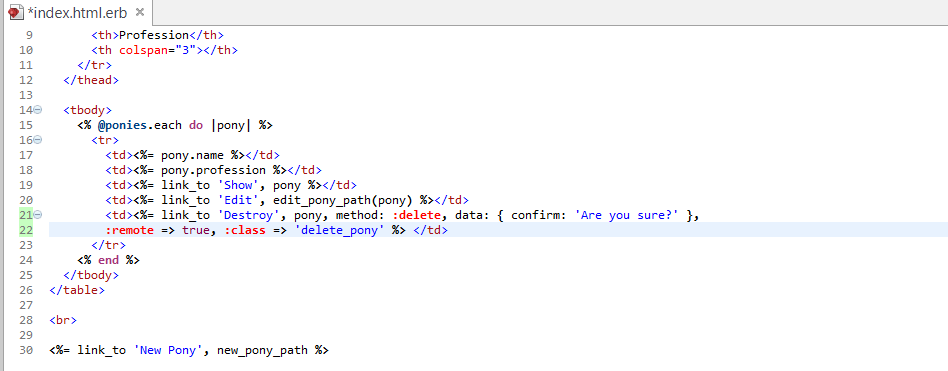 *index.html.erb
9 <th>Profession</th>
10 <th colspan="3"></th>
11 </tr>
12 </thead>
13
14 <tbody>
15 <% @ponies.each do |pony| %>
16 <tr>
17 <td><%= pony.name %></td>
18 <td><%= pony.profession %></td>
19 <td><%= link_to 'Show', pony %></td>
20 <td><%= link_to 'Edit', edit_pony_path(pony) %></td>
21 <td><%= link_to 'Destroy', pony, method: :delete, data: { confirm: 'Are you sure?' },
22 :remote => true, :class => 'delete_pony' %> </td>
23 </tr>
24 <% end %>
25 </tbody>
26 </table>
27
28 <br>
29
30 <%= link_to 'New Pony', new_pony_path %>